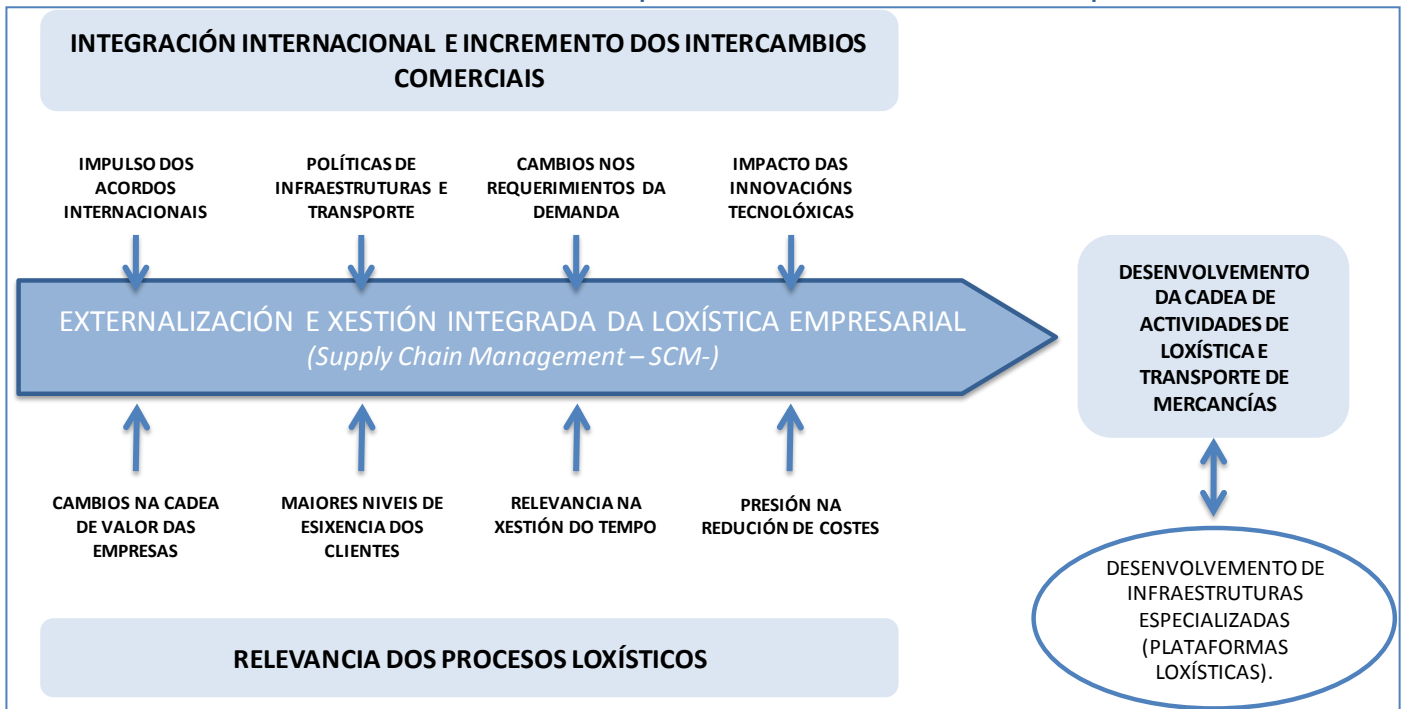 INTEGRACIÓN INTERNACIONAL E INCREMENTO DOS INTERCAMBIOS
COMERCIAIS
IMPULSO DOS
ACORDOS
INTERNACIONAIS
POLÍTICAS DE
INFRAESTRUTURAS E
TRANSPORTE
CAMBIOS NOS
REQUERIMIENTOS DA
DEMANDA
IMPACTO DAS
INNOVACIÓNS
TECNOLÓXICAS
EXTERNALIZACIÓN E XESTIÓN INTEGRADA DA LOXÍSTICA EMPRESARIAL
(Supply Chain Management – SCM-)
CAMBIOS NA CADEA
DE VALOR DAS
EMPRESAS
MAIORES NIVEIS DE
ESIXENCIA DOS
CLIENTES
RELEVANCIA NA
XESTIÓN DO TEMPO
PRESIÓN NA
REDUCIÓN DE COSTES
RELEVANCIA DOS PROCESOS LOXÍSTICOS
DESENVOLVEMENTO
DA CADEA DE
ACTIVIDADES DE
LOXÍSTICA E
TRANSPORTE DE
MERCANCÍAS
DESENVOLVEMENTO DE
INFRAESTRUTURAS
ESPECIALIZADAS
(PLATAFORMAS
LOXÍSTICAS).